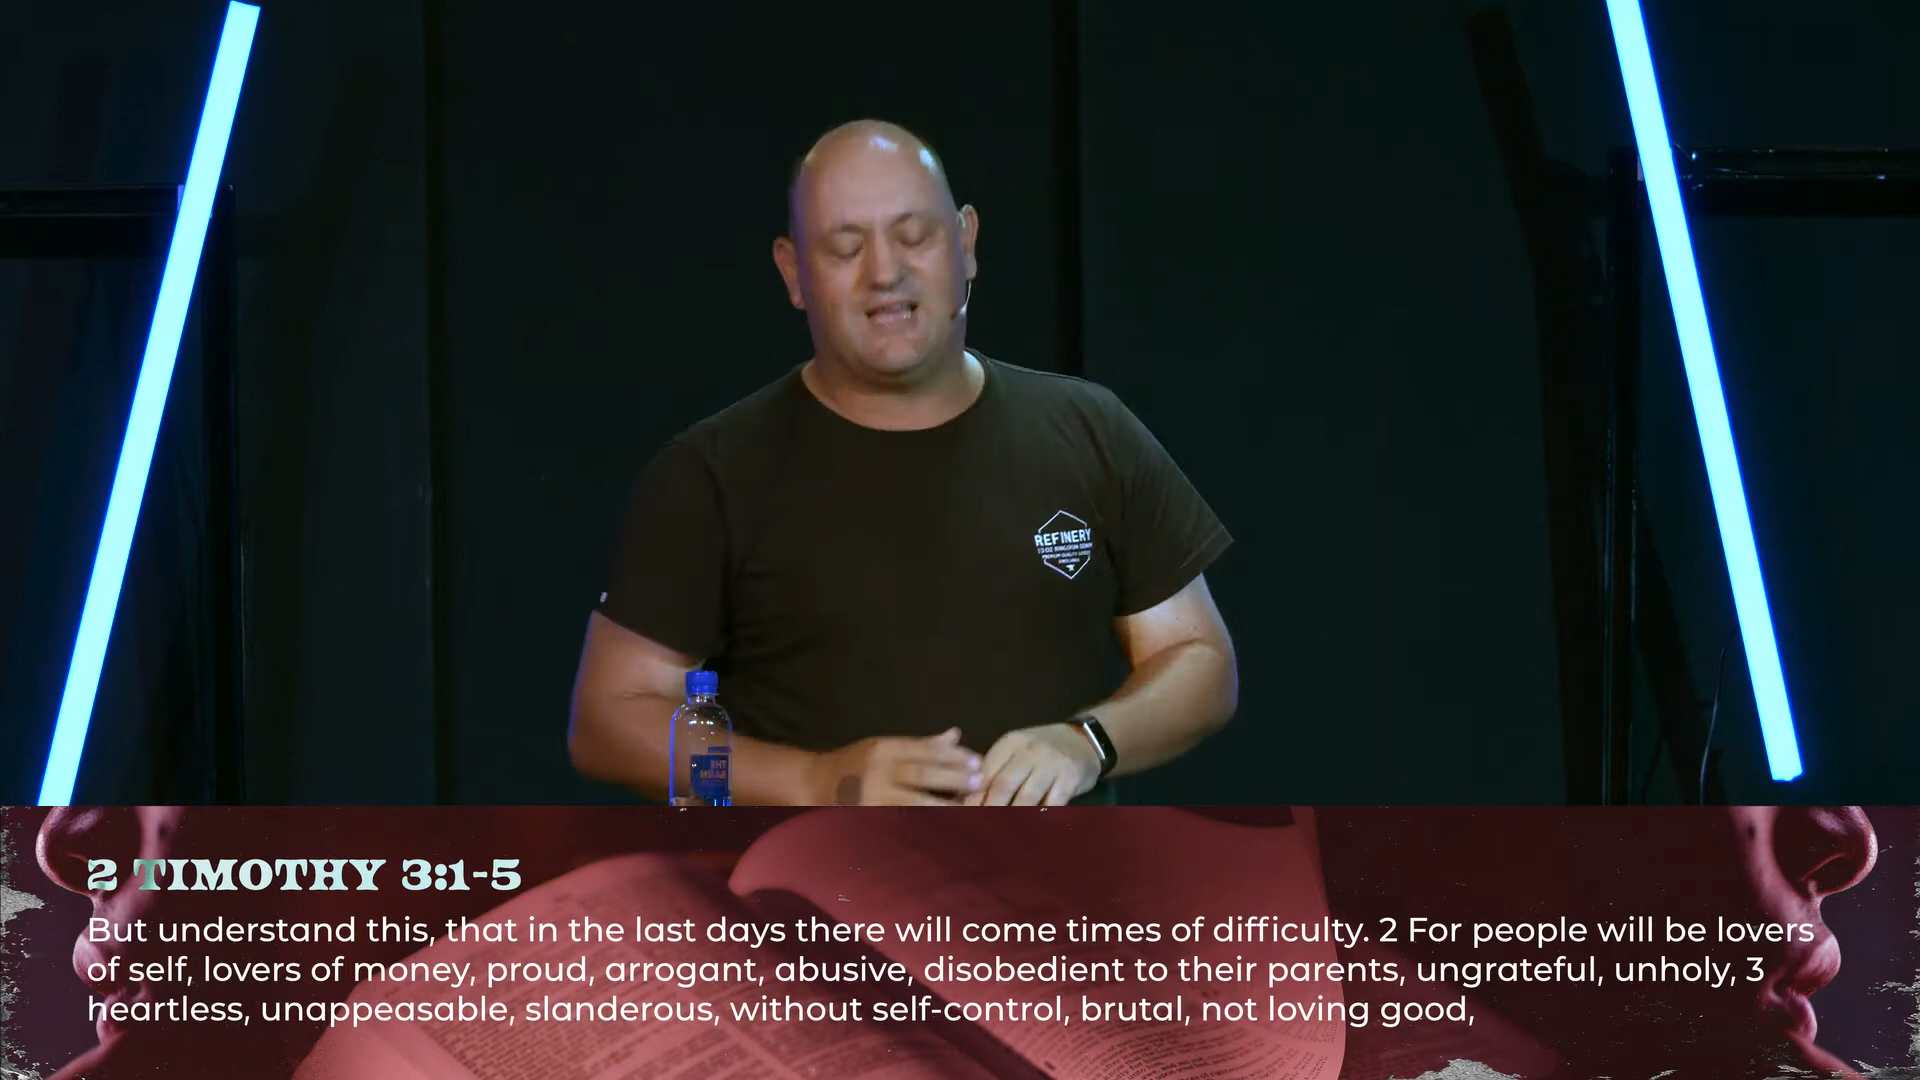 REFINERY
THE
2 TIMOTHY 3:1-5
But understand this, that in the last days there will come times of difficulty. 2 For people will be lovers
of self, lovers of money, proud, arrogant, abusive, disobedient to their parents, ungrateful, unholy, 3
heartless, unappeasable, slanderous, without self-control, brutal, not loving good,